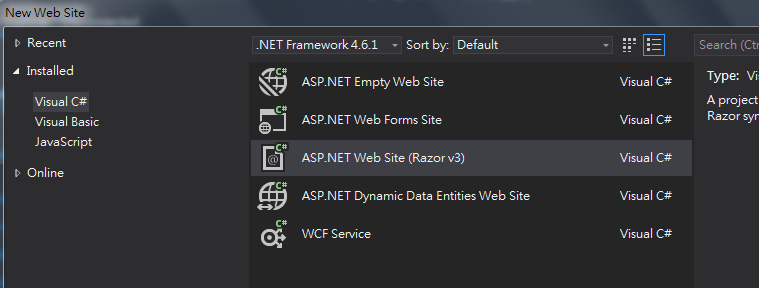 New Web Site
Recent
.NET Framework 4.6.1
Sort by:
Default
Search (Ctr
Installed
Visual C#
Visual Basic
JavaScript
Online
ASP.NET Empty Web Site Visual C#
ASP.NET Web Forms Site Visual C#
ASP.NET Web Site (Razor v3) Visual C#
ASP.NET Dynamic Data Entities Web Site Visual C#
WCF Service Visual C#
Type: Vi
A project
Razor syn